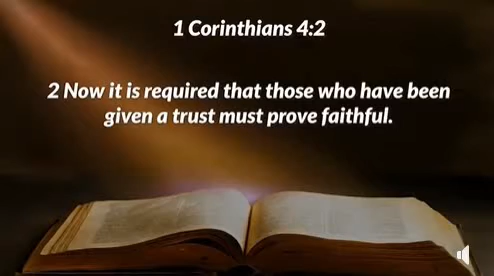 1 Corinthians 4:2
2 Now it is required that those who have been
given a trust must prove faithful.